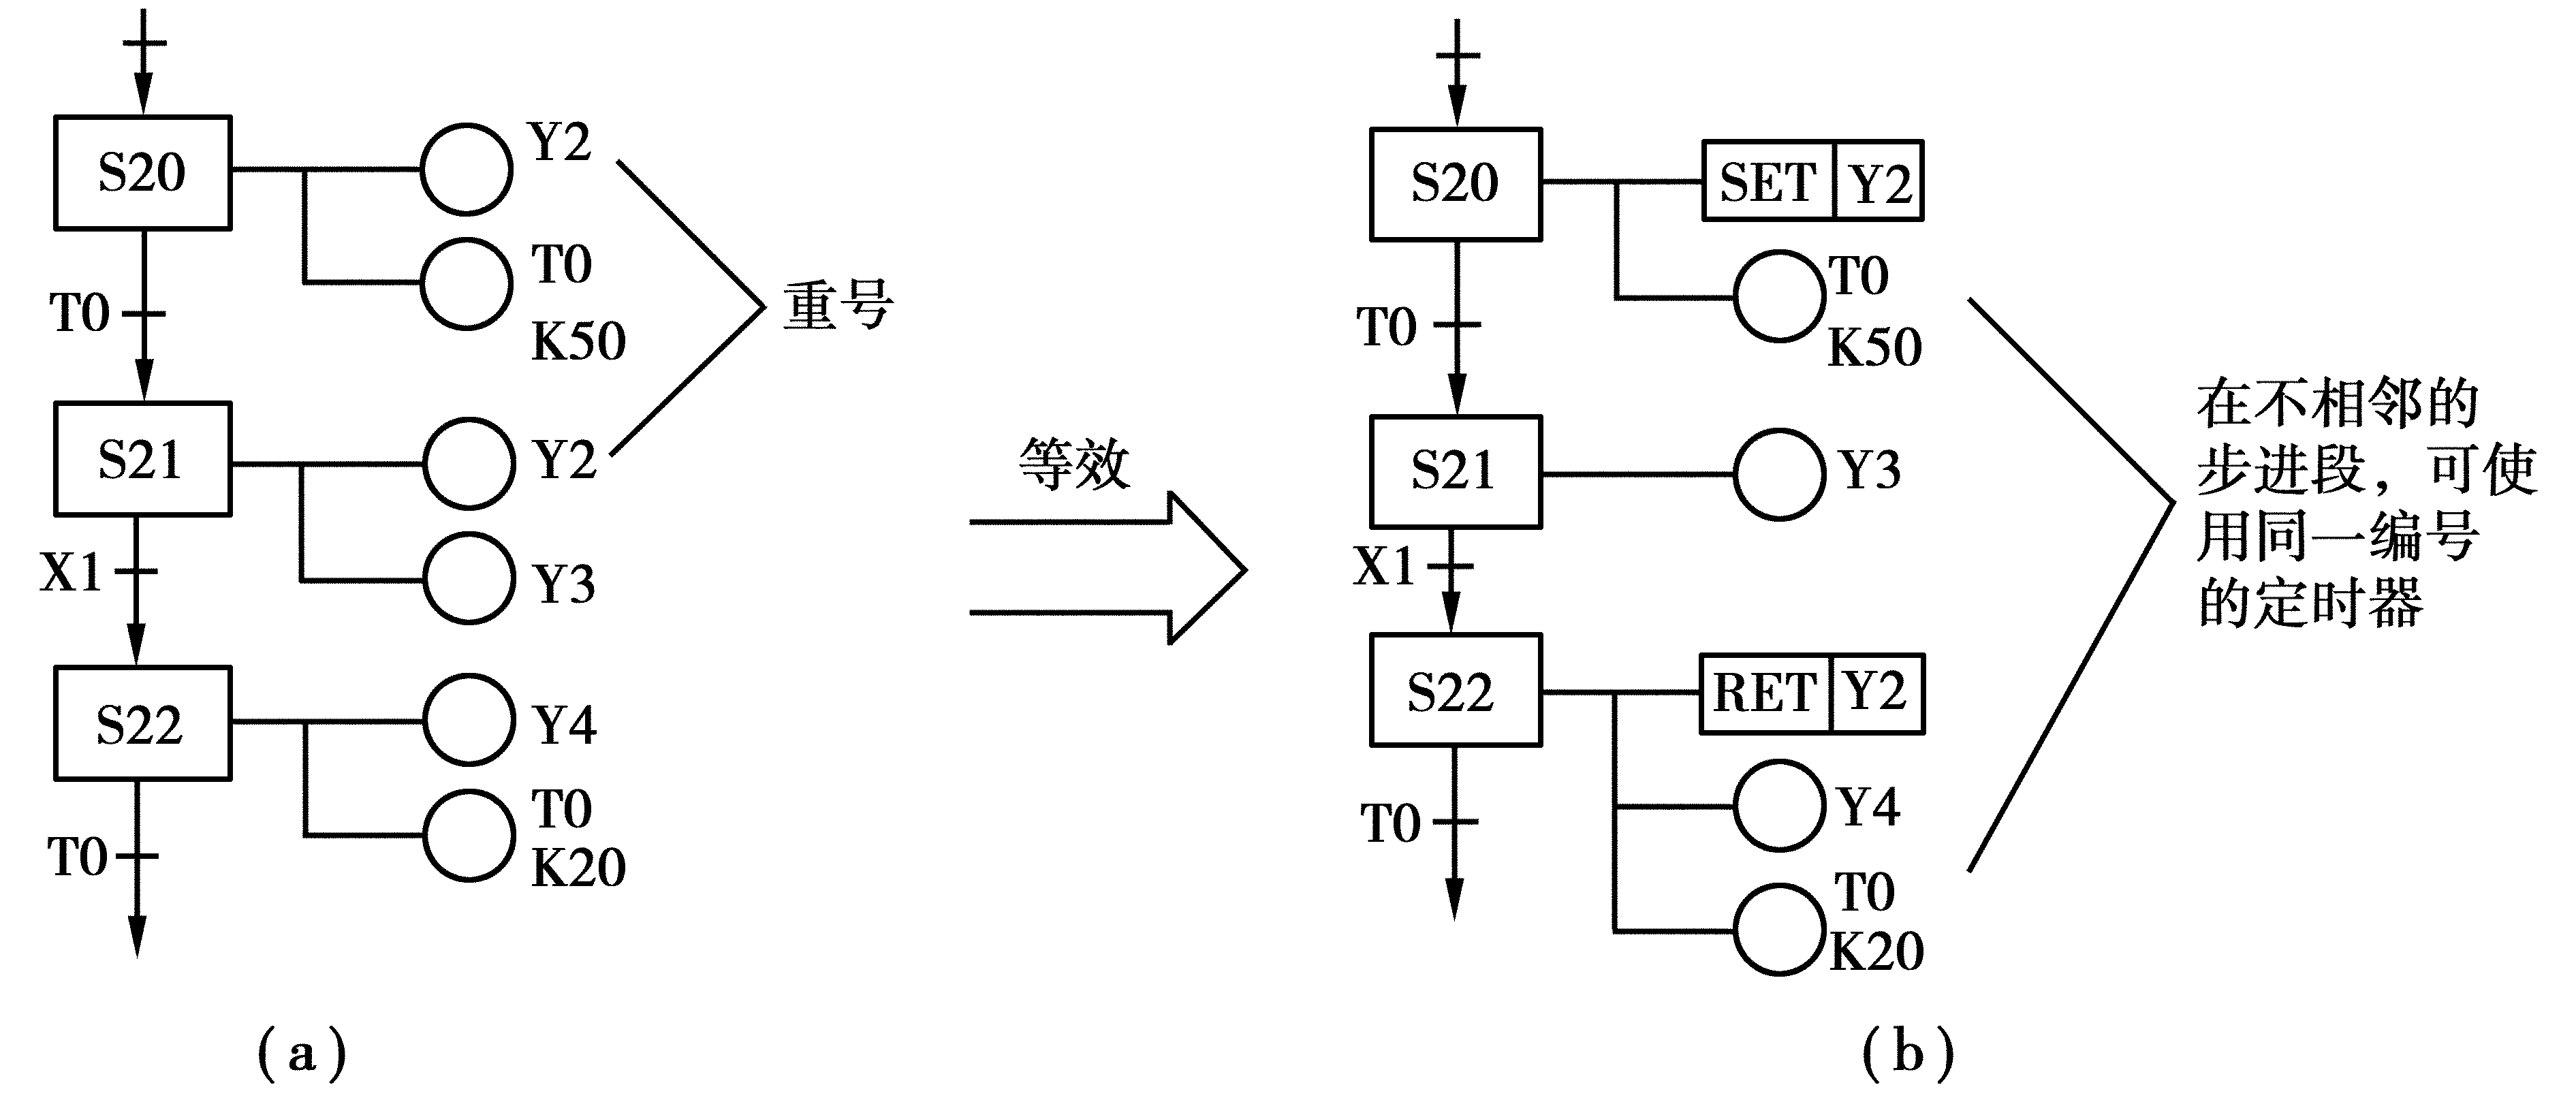 S20
Y2
T0
K50
T0
重号
S21
Y2
X1
Y3
S22
Y4
T0
K20
T0
(a)
等效
S20
SET Y2
T0
K50
T0
S21
Y3
X1
S22
RET Y2
Y4
T0
T0
K20
在不相邻的
步进段，可使
用同一编号
的定时器
(b)